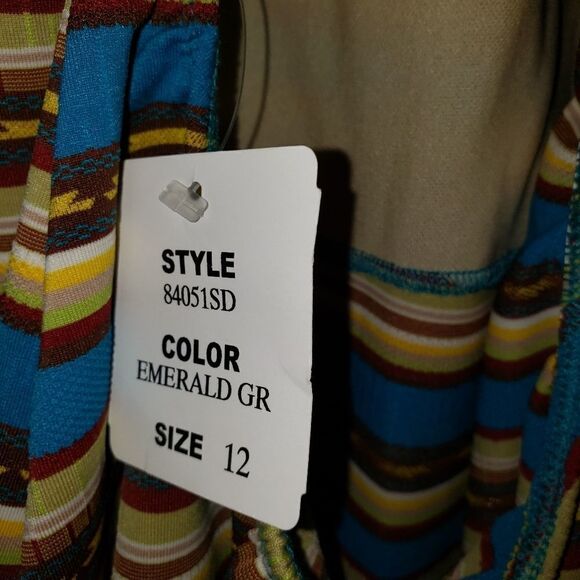 STYLE
84051SD
COLOR
EMERALD GR
SIZE 12